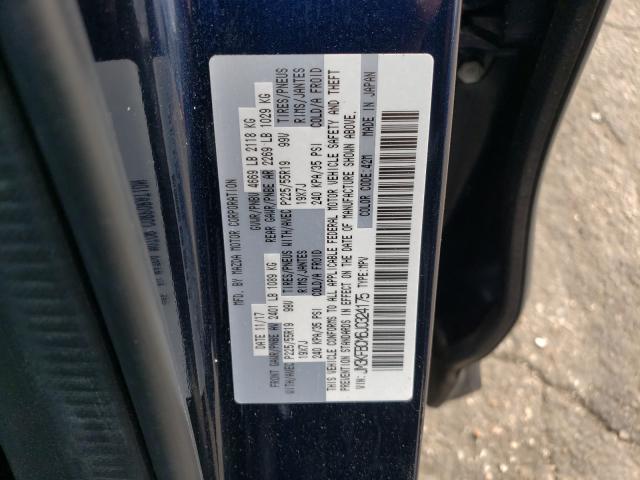 MFD. BY MAZDA MOTOR CORPORATION
DATE 11/17 GVWR/PNBV 4669 LB 2118 KG
FRONT GAWR/PNBE AV 2401 LB 1089 KG REAR GAWR/PNBE AR 2269 LB 1029 KG
WITH/AVEC P225/55R19 99V TIRES/PNEUS WITH/AVEC P225/55R19 99V TIRES/PNEUS
19X7J RIMS/JANTES 19X7J RIMS/JANTES
240 KPA/35 PSI COLD/A FROID 240 KPA/35 PSI COLD/A FROID
THIS VEHICLE CONFORMS TO ALL APPLICABLE FEDERAL MOTOR VEHICLE SAFETY AND THEFT
PREVENTION STANDARDS IN EFFECT ON THE DATE OF MANUFACTURE SHOWN ABOVE.
COLOR CODE:42M MADE IN JAPAN
VIN: TYPE:MPV